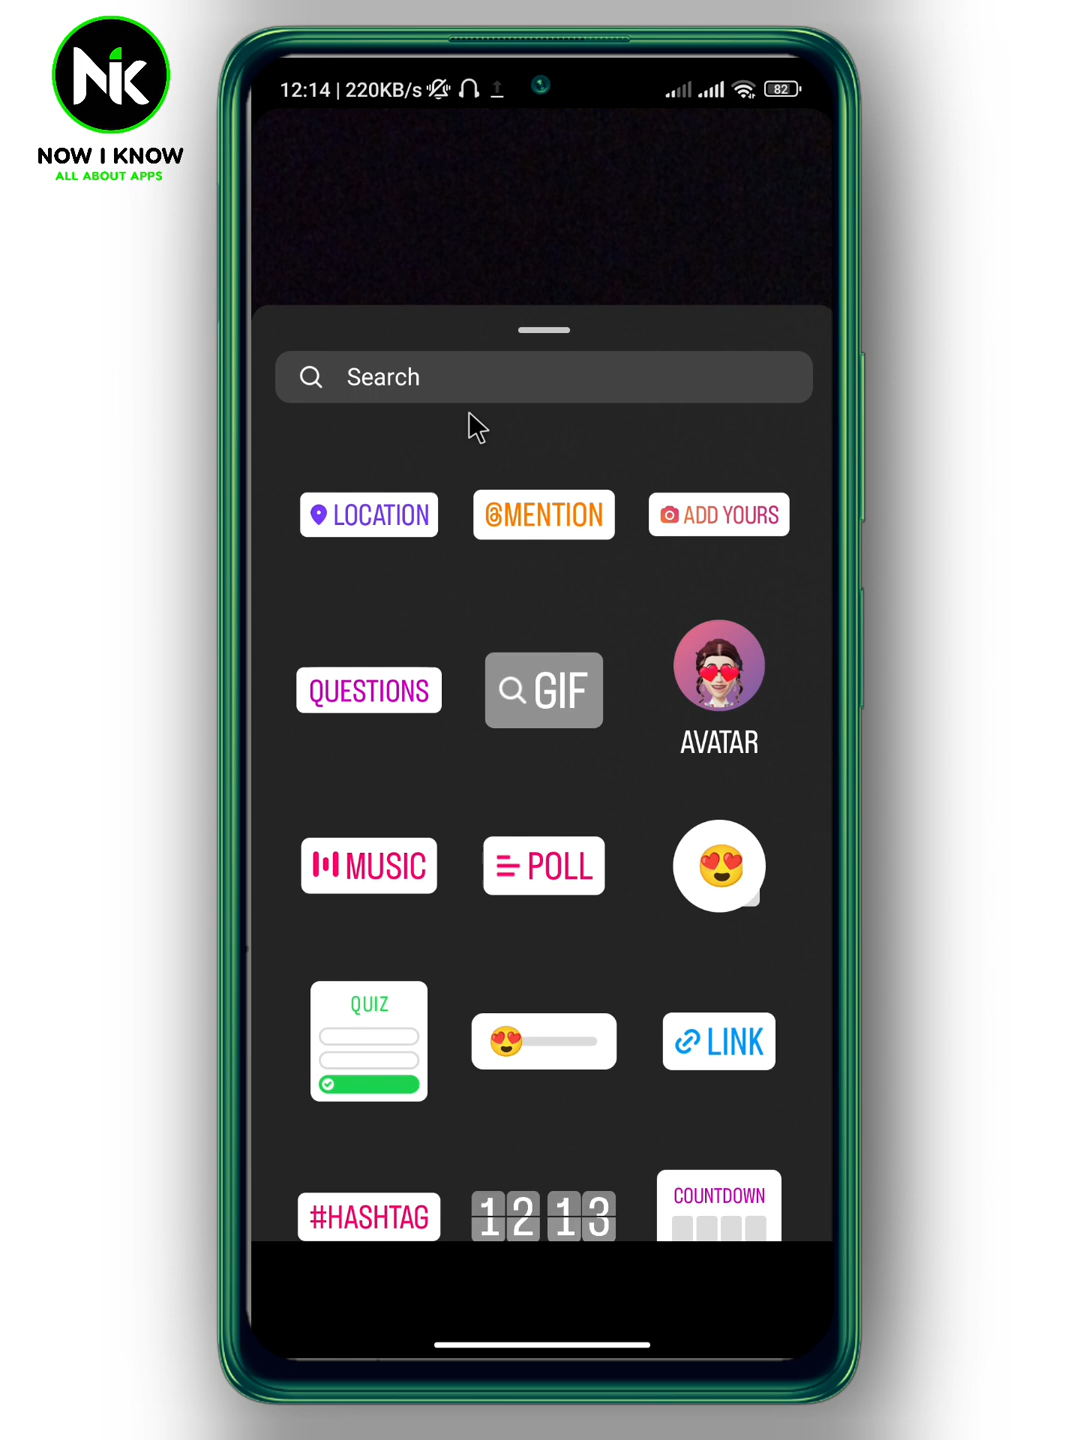 NK
NOW I KNOW
ALL ABOUT APPS
12:14 | 220KB/s
82
Search
LOCATION
@MENTION
ADD YOURS
QUESTIONS
GIF
AVATAR
MUSIC
POLL
QUIZ
LINK
#HASHTAG
12 13
COUNTDOWN